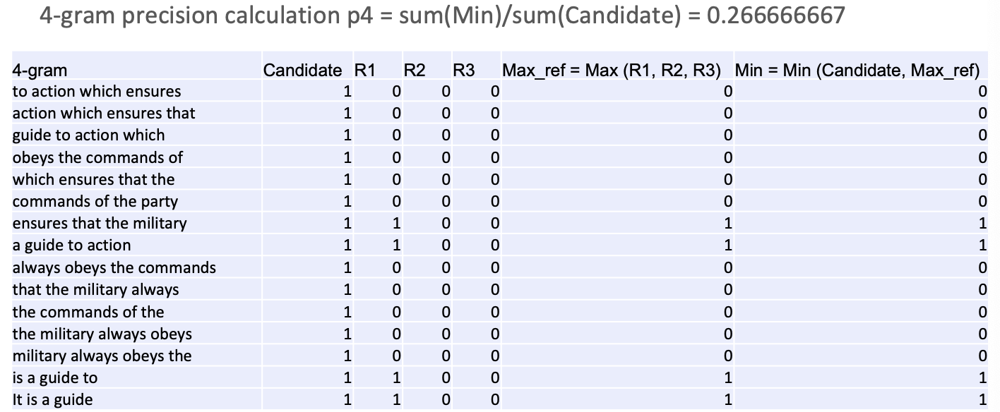 4-gram precision calculation p4 = sum(Min)/sum(Candidate) = 0.266666667
4-gram Candidate R1 R2 R3 Max_ref = Max (R1, R2, R3) Min = Min (Candidate, Max_ref)
to action which ensures 1 0 0 0 0 0
action which ensures that 1 0 0 0 0 0
guide to action which 1 0 0 0 0 0
obeys the commands of 1 0 0 0 0 0
which ensures that the 1 0 0 0 0 0
commands of the party 1 0 0 0 0 0
ensures that the military 1 1 0 0 1 1
a guide to action 1 1 0 0 1 1
always obeys the commands 1 0 0 0 0 0
that the military always 1 0 0 0 0 0
the commands of the 1 0 0 0 0 0
the military always obeys 1 0 0 0 0 0
military always obeys the 1 0 0 0 0 0
is a guide to 1 1 0 0 1 1
It is a guide 1 1 0 0 1 1